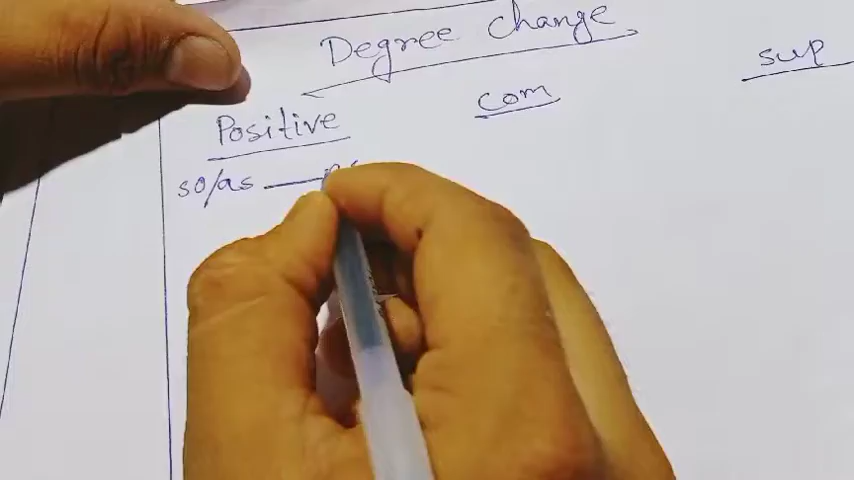 Degree change
Positive com sup
so/as —